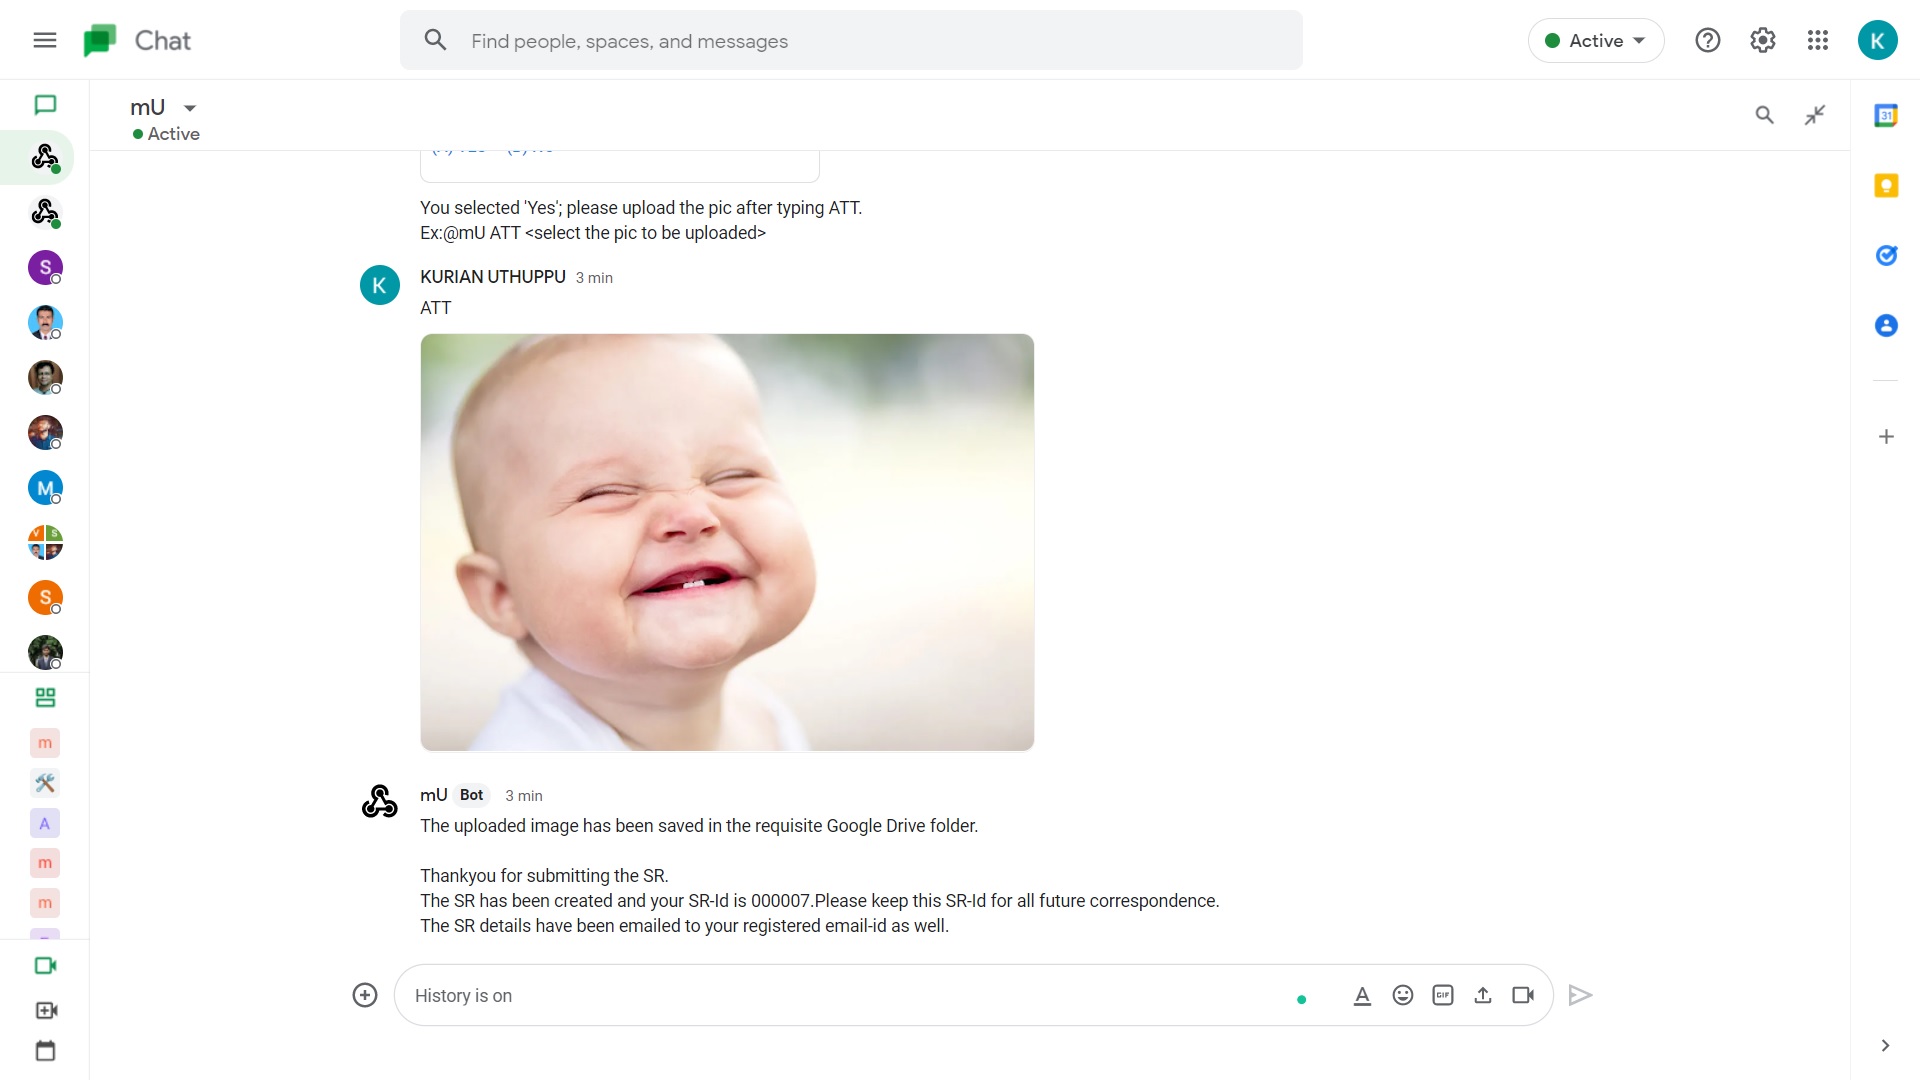 Chat
Find people, spaces, and messages
Active
K
mU
Active
31
You selected 'Yes'; please upload the pic after typing ATT.
Ex:@mU ATT <select the pic to be uploaded>
K
KURIAN UTHUPPU 3 min
ATT
S
M
V S
S
m
A
m
m
mU Bot 3 min
The uploaded image has been saved in the requisite Google Drive folder.
Thankyou for submitting the SR.
The SR has been created and your SR-Id is 000007.Please keep this SR-Id for all future correspondence.
The SR details have been emailed to your registered email-id as well.
History is on
A
GIF